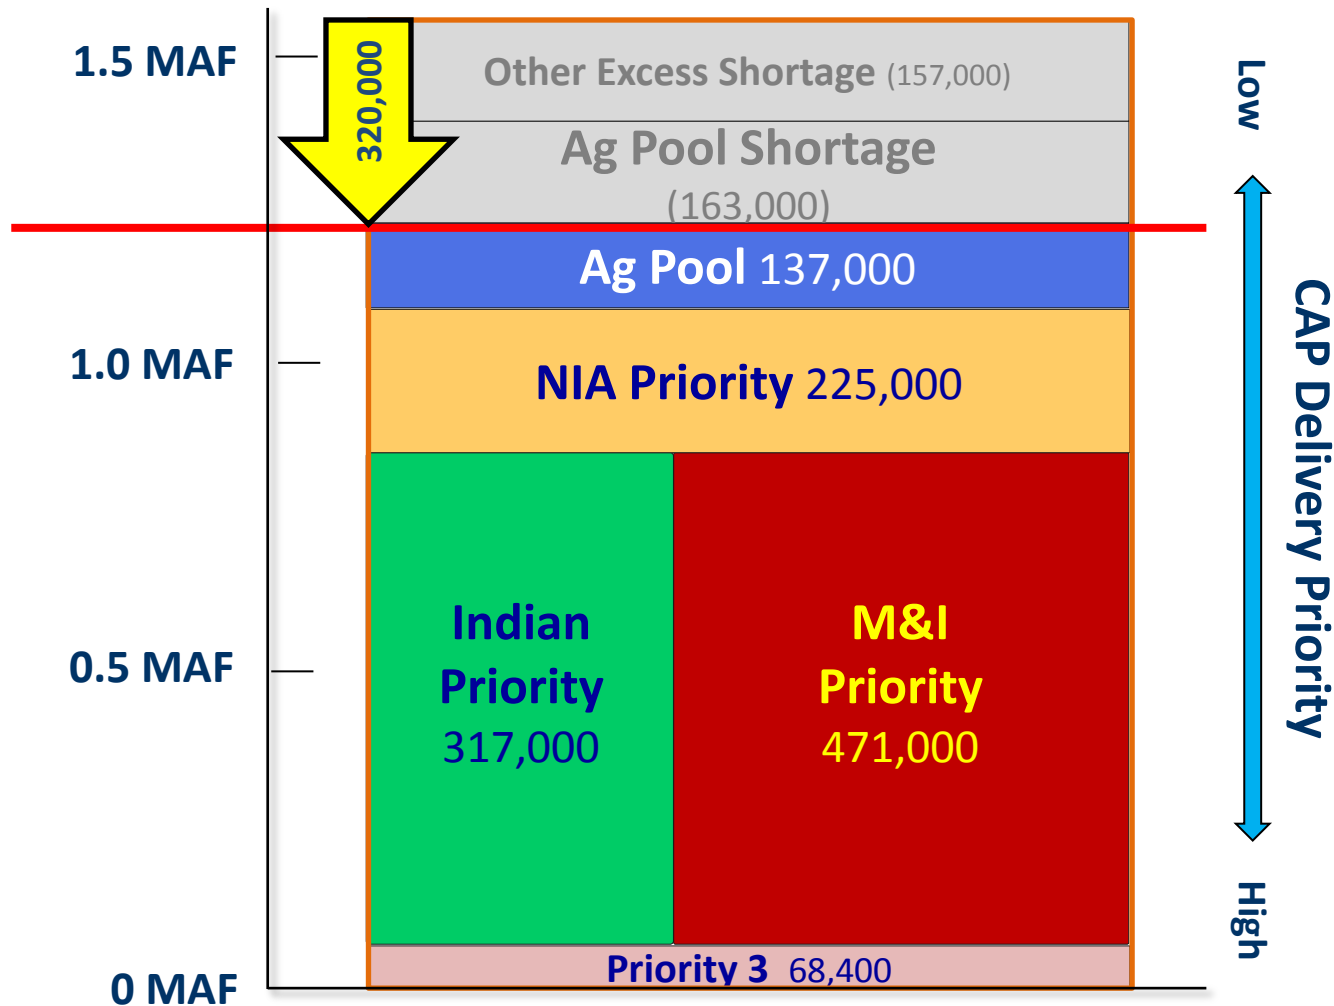 1.5 MAF
320,000
Other Excess Shortage (157,000)
Low
Ag Pool Shortage
(163,000)
Ag Pool 137,000
1.0 MAF
NIA Priority 225,000
CAP Delivery Priority
0.5 MAF
Indian
Priority
317,000
M&I
Priority
471,000
High
Priority 3 68,400
0 MAF